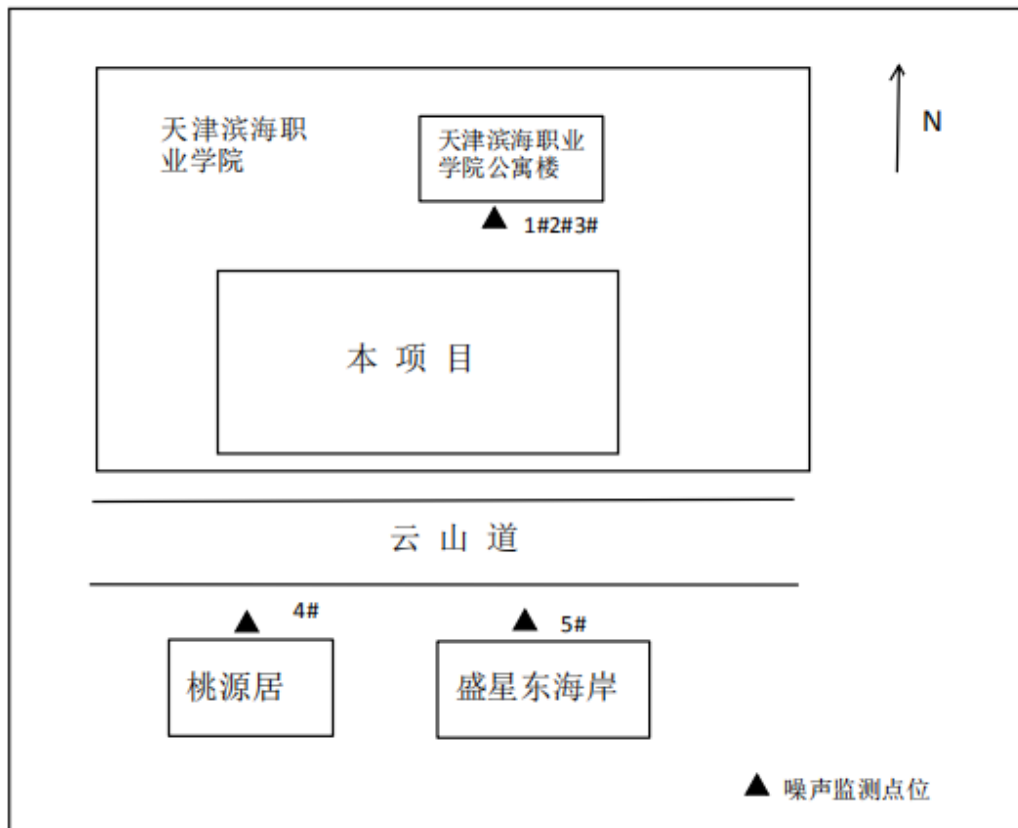 天津滨海职
业学院
天津滨海职业
学院公寓楼
N
1#2#3#
本 项 目
云 山 道
4#
5#
桃源居
盛星东海岸
噪声监测点位